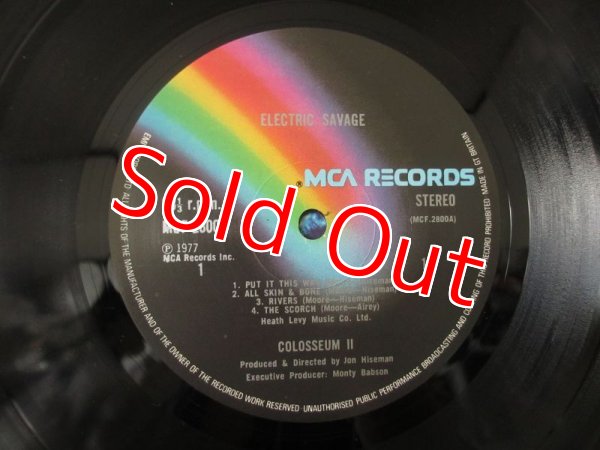 ELECTRIC SAVAGE
MCA RECORDS
STEREO
(MCF.2800A)
r.p.m.
℗ 1977
MCA Records Inc.
1
1. PUT IT THIS
2. ALL SKIN & BONE
3. RIVERS (Moore—Hiseman)
4. THE SCORCH (Moore—Airey)
Heath Levy Music Co. Ltd.
COLOSSEUM II
Produced & Directed by Jon Hiseman
Executive Producer: Monty Babson
ALL RIGHTS OF THE MANUFACTURER AND OF THE OWNER OF THE RECORDED WORK RESERVED · UNAUTHORISED PUBLIC PERFORMANCE BROADCASTING AND COPYING OF THE RECORD PROHIBITED MADE IN GT BRITAIN
Sold Out